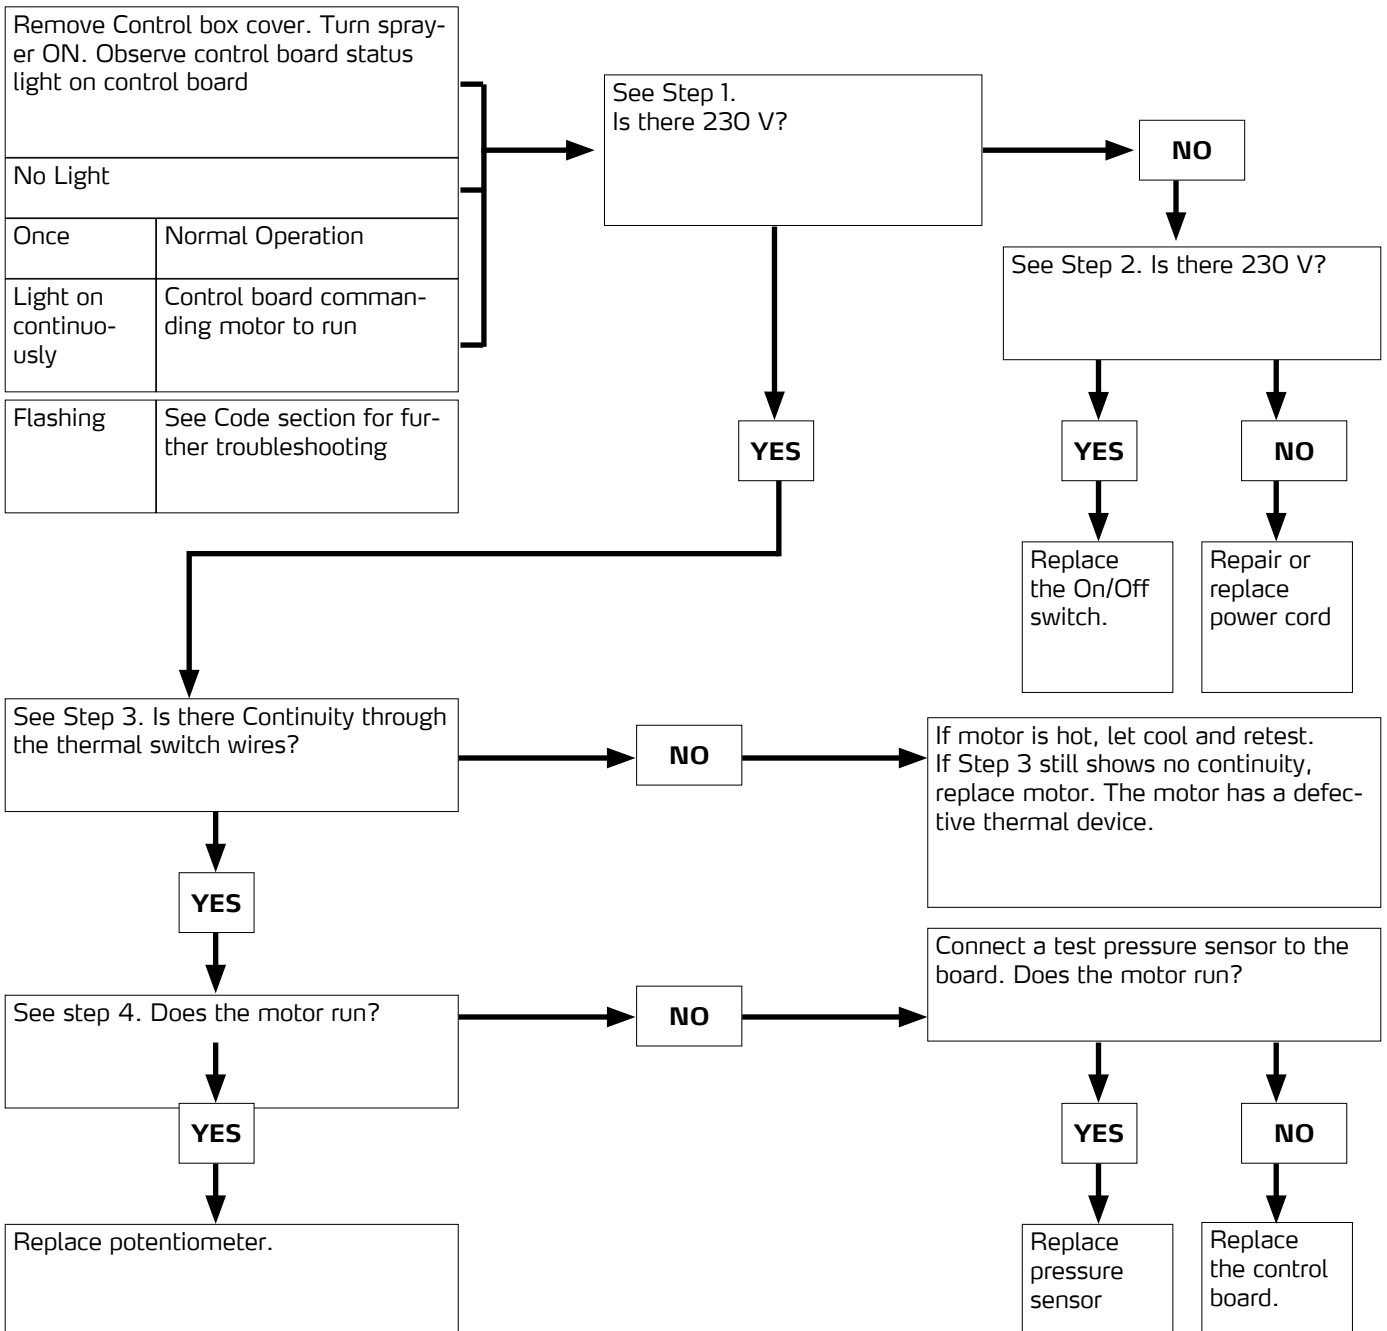 Remove Control box cover. Turn spray-
er ON. Observe control board status
light on control board
No Light
Once
Normal Operation
Light on
continuo-
usly
Control board comman-
ding motor to run
Flashing
See Code section for fur-
ther troubleshooting
See Step 1.
Is there 230 V?
NO
See Step 2. Is there 230 V?
YES
YES
NO
Replace
the On/Off
switch.
Repair or
replace
power cord
See Step 3. Is there Continuity through
the thermal switch wires?
NO
If motor is hot, let cool and retest.
If Step 3 still shows no continuity,
replace motor. The motor has a defec-
tive thermal device.
YES
See step 4. Does the motor run?
NO
Connect a test pressure sensor to the
board. Does the motor run?
YES
YES
NO
Replace potentiometer.
Replace
pressure
sensor
Replace
the control
board.